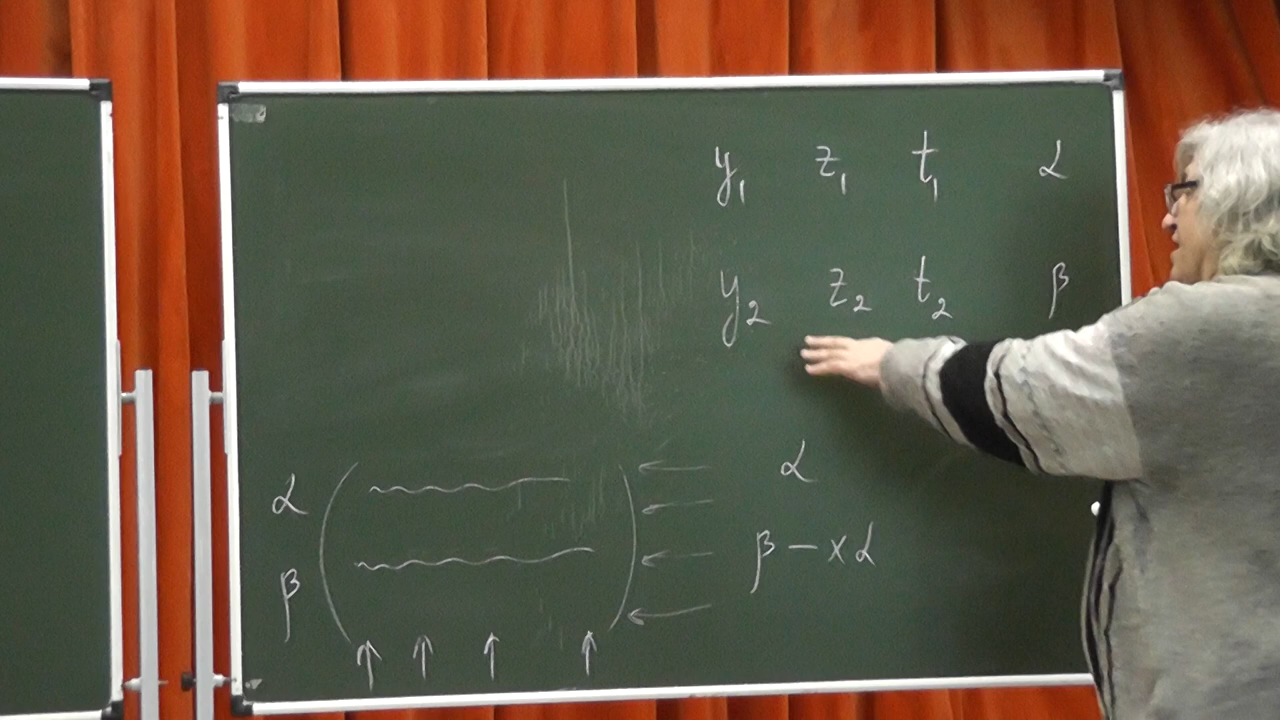 y₁ z₁ t₁ α
y₂ z₂ t₂ β
α ( ) ← α
←
β ← β − xα
←
↑ ↑ ↑ ↑